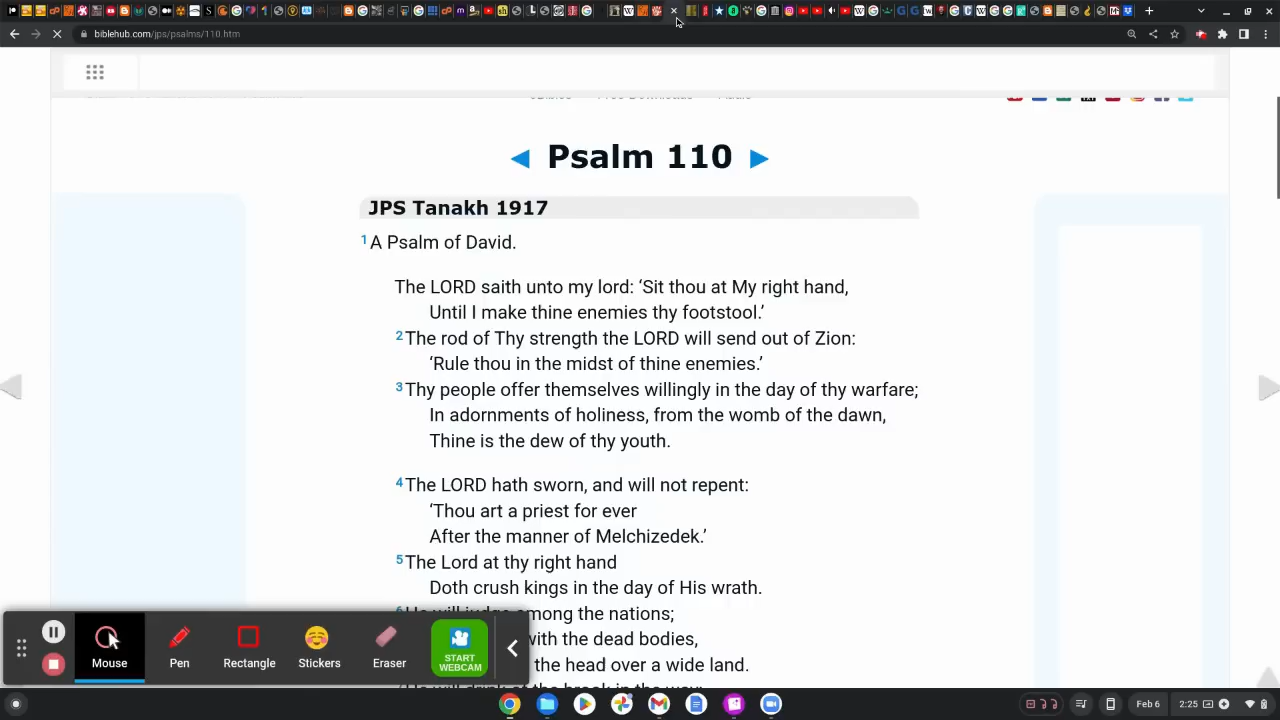 biblehub.com/jps/psalms/110.htm
Psalm 110
JPS Tanakh 1917
1 A Psalm of David.
The LORD saith unto my lord: ‘Sit thou at My right hand,
Until I make thine enemies thy footstool.’
2 The rod of Thy strength the LORD will send out of Zion:
‘Rule thou in the midst of thine enemies.’
3 Thy people offer themselves willingly in the day of thy warfare;
In adornments of holiness, from the womb of the dawn,
Thine is the dew of thy youth.
4 The LORD hath sworn, and will not repent:
‘Thou art a priest for ever
After the manner of Melchizedek.’
5 The Lord at thy right hand
Doth crush kings in the day of His wrath.
among the nations;
with the dead bodies,
the head over a wide land.
Mouse
Pen
Rectangle
Stickers
Eraser
START
WEBCAM
Feb 6
2:25